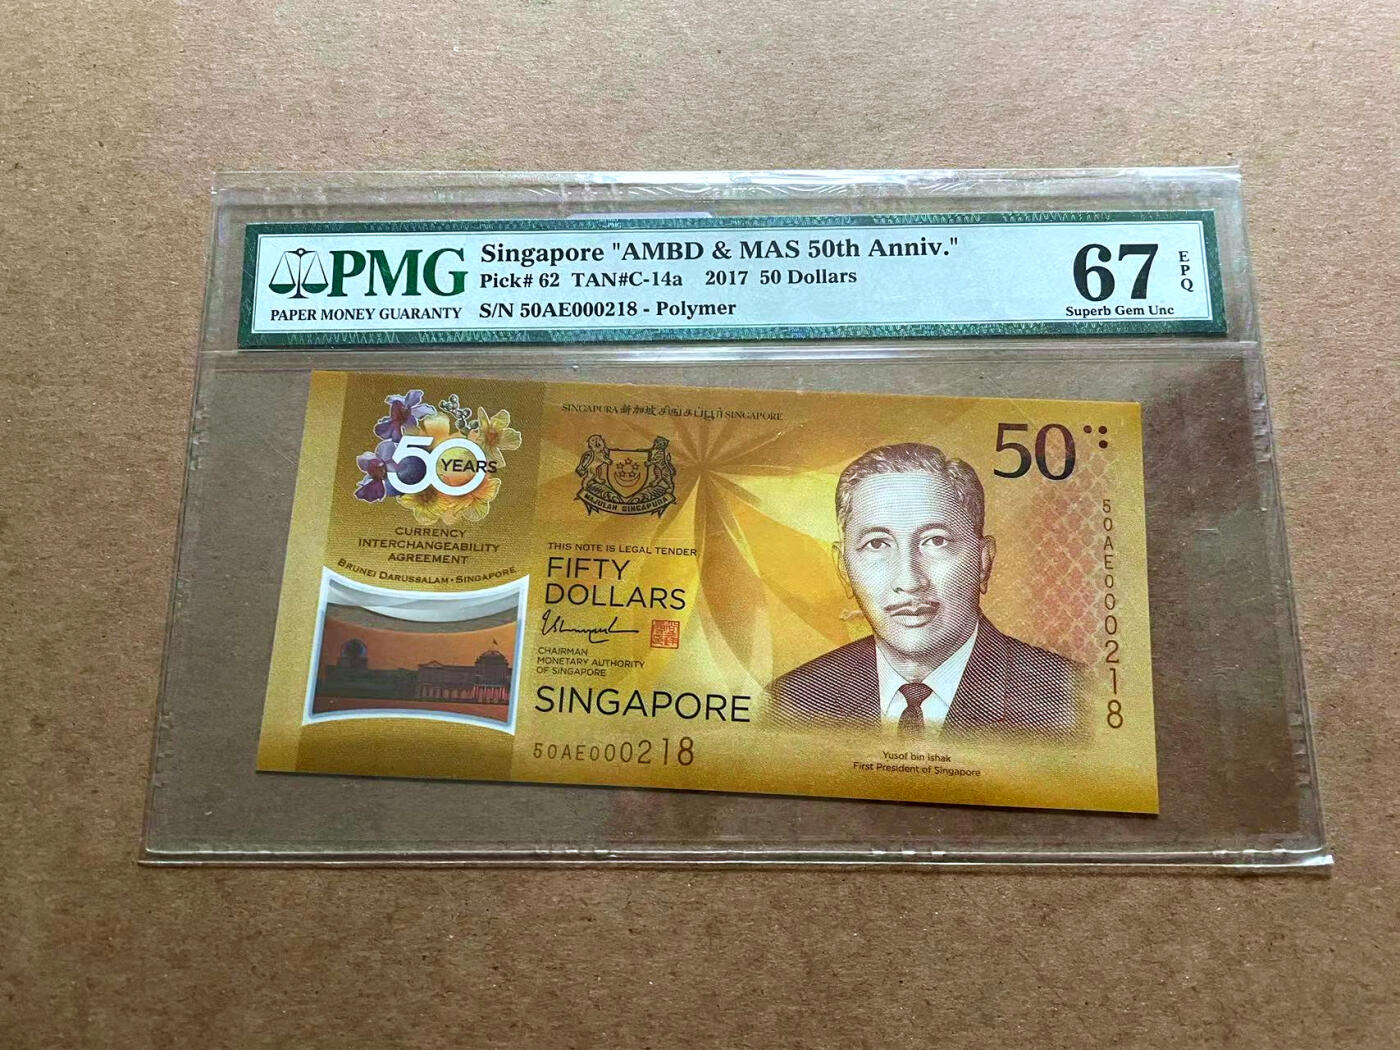 PMG
PAPER MONEY GUARANTY
Singapore "AMBD & MAS 50th Anniv."
Pick# 62 TAN#C-14a 2017 50 Dollars
S/N 50AE000218 - Polymer
67
EPQ
Superb Gem Unc
50 YEARS
CURRENCY
INTERCHANGEABILITY
AGREEMENT
BRUNEI DARUSSALAM • SINGAPORE
SINGAPURA 新加坡 சிங்கப்பூர் SINGAPORE
MAJULAH SINGAPURA
THIS NOTE IS LEGAL TENDER
FIFTY
DOLLARS
CHAIRMAN
MONETARY AUTHORITY
OF SINGAPORE
SINGAPORE
50AE000218
50
50AE000218
Yusof bin Ishak
First President of Singapore